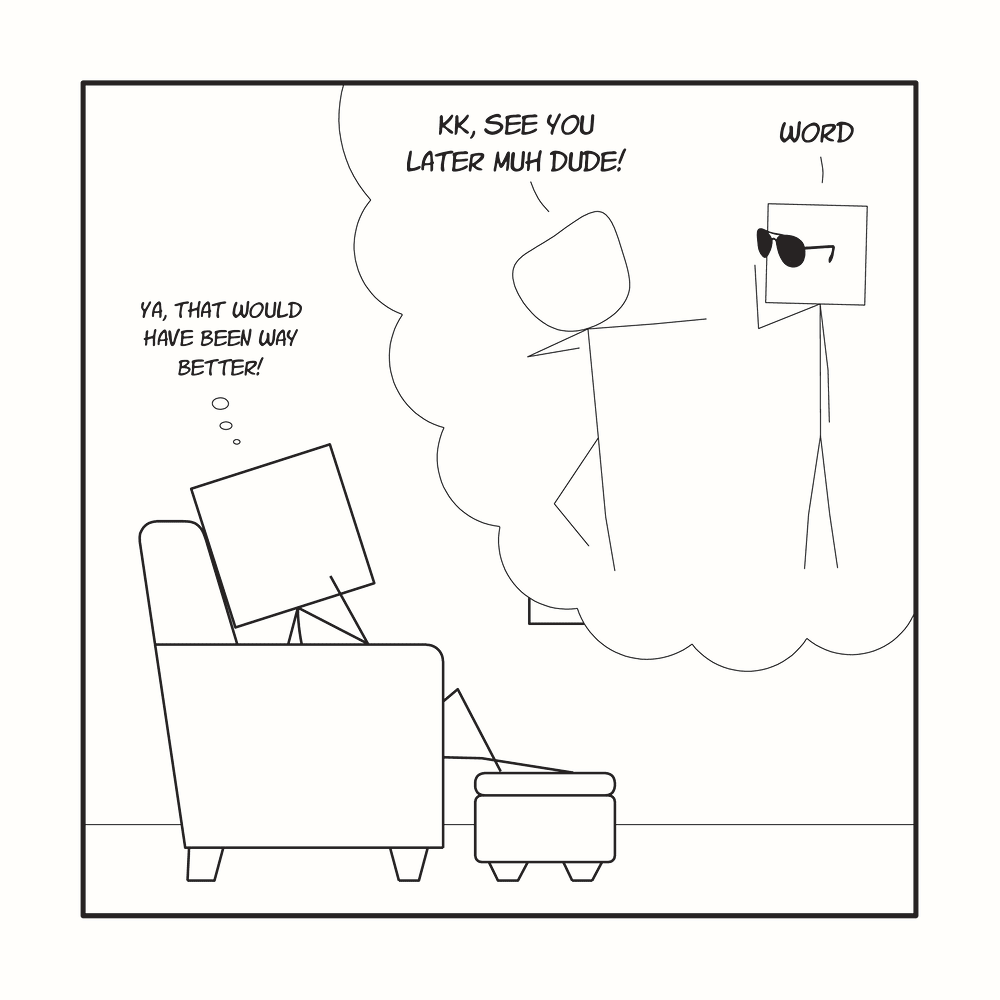 KK, SEE YOU
LATER MUH DUDE!
WORD
YA, THAT WOULD
HAVE BEEN WAY
BETTER!